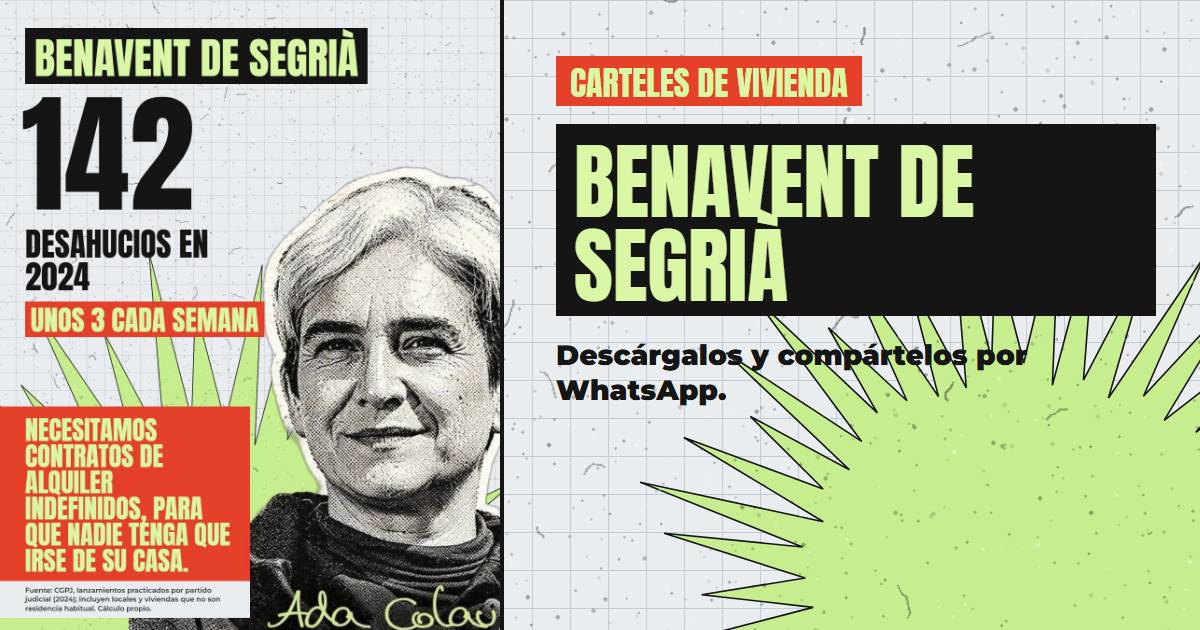 BENAVENT DE SEGRIÀ
142
DESAHUCIOS EN
2024
UNOS 3 CADA SEMANA
NECESITAMOS
CONTRATOS DE
ALQUILER
INDEFINIDOS, PARA
QUE NADIE TENGA QUE
IRSE DE SU CASA.
Fuente: CGPJ, lanzamientos practicados por partido
judicial (2024); incluyen locales y viviendas que no son
residencia habitual. Cálculo propio.
Ada Colau
CARTELES DE VIVIENDA
BENAVENT DE
SEGRIÀ
Descárgalos y compártelos por
WhatsApp.